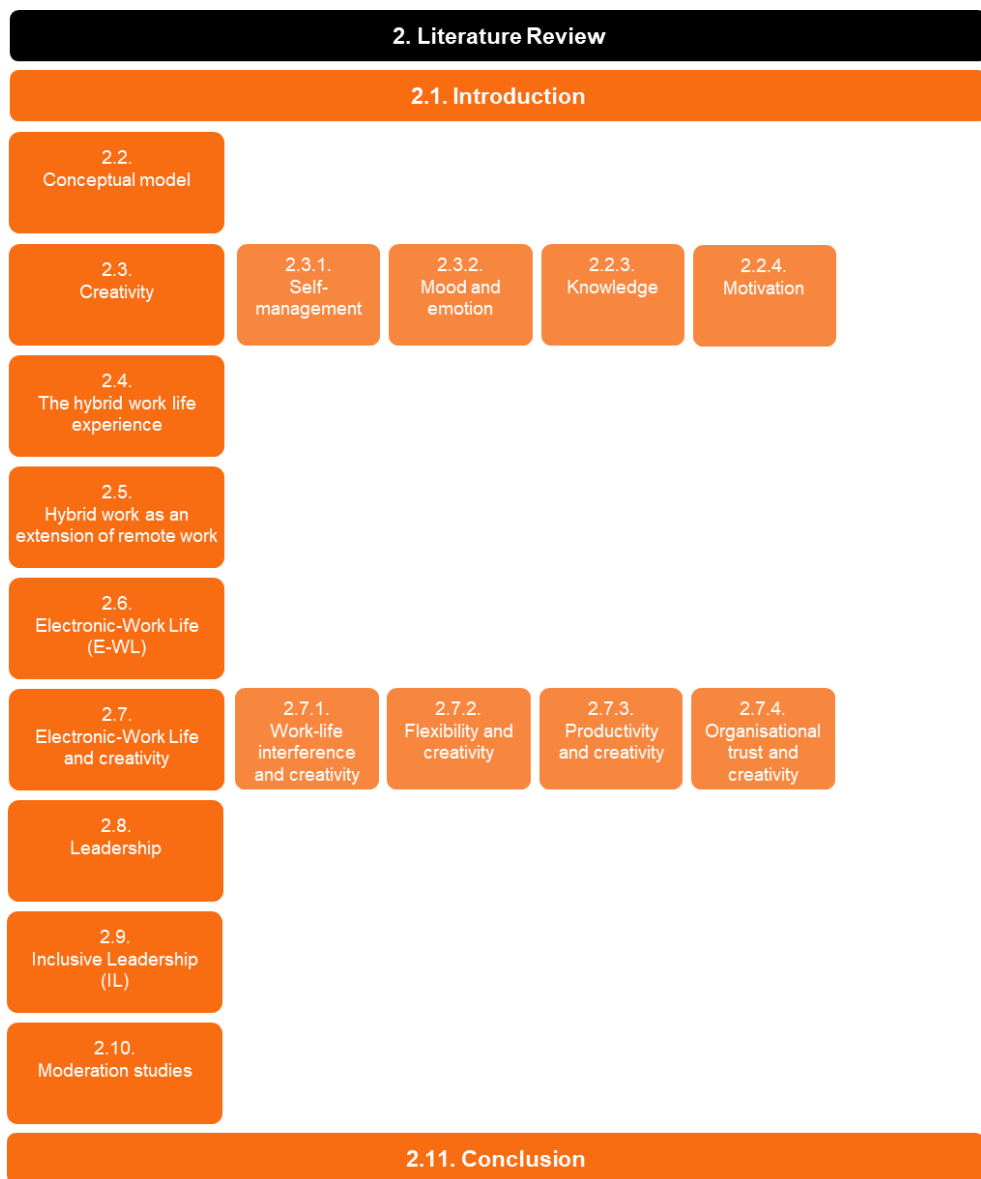 2. Literature Review
2.1. Introduction
2.2.
Conceptual model
2.3.
Creativity
2.3.1.
Self-
management
2.3.2.
Mood and
emotion
2.2.3.
Knowledge
2.2.4.
Motivation
2.4.
The hybrid work life
experience
2.5.
Hybrid work as an
extension of remote work
2.6.
Electronic-Work Life
(E-WL)
2.7.
Electronic-Work Life
and creativity
2.7.1.
Work-life
interference
and creativity
2.7.2.
Flexibility and
creativity
2.7.3.
Productivity
and creativity
2.7.4.
Organisational
trust and
creativity
2.8.
Leadership
2.9.
Inclusive Leadership
(IL)
2.10.
Moderation studies
2.11. Conclusion